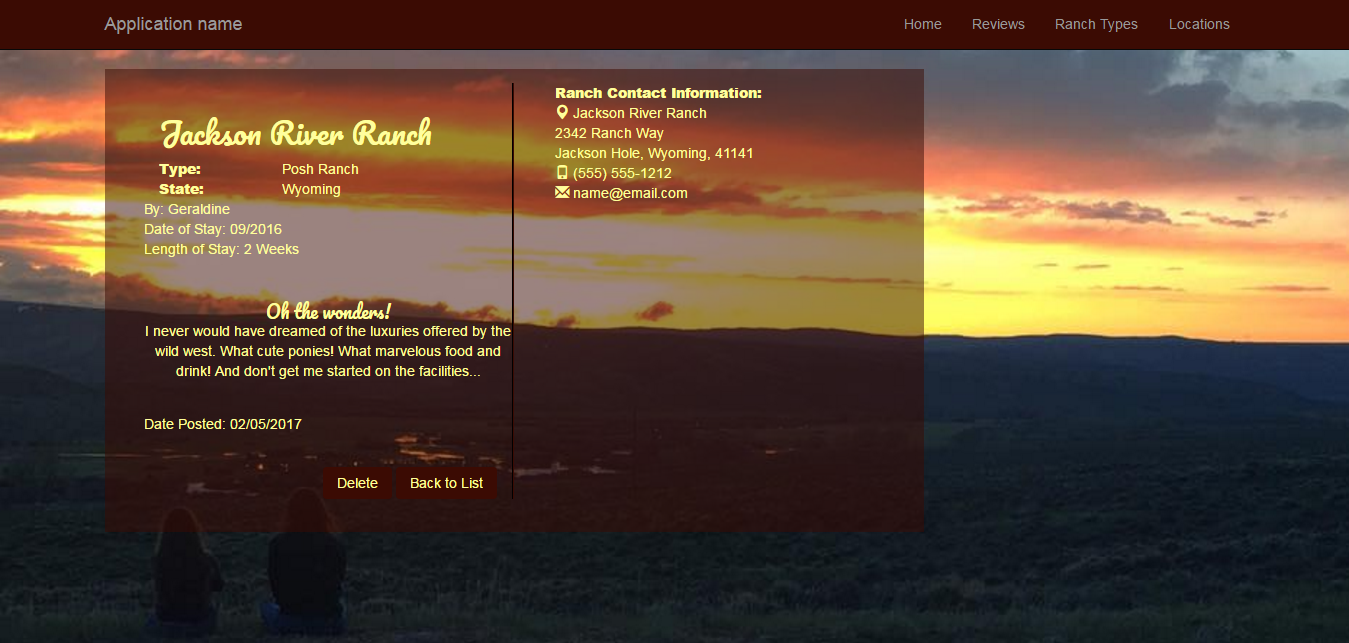 Application name
Home Reviews Ranch Types Locations
Jackson River Ranch
Type: Posh Ranch
State: Wyoming
By: Geraldine
Date of Stay: 09/2016
Length of Stay: 2 Weeks
Oh the wonders!
I never would have dreamed of the luxuries offered by the
wild west. What cute ponies! What marvelous food and
drink! And don't get me started on the facilities...
Date Posted: 02/05/2017
Delete Back to List
Ranch Contact Information:
Jackson River Ranch
2342 Ranch Way
Jackson Hole, Wyoming, 41141
(555) 555-1212
name@email.com